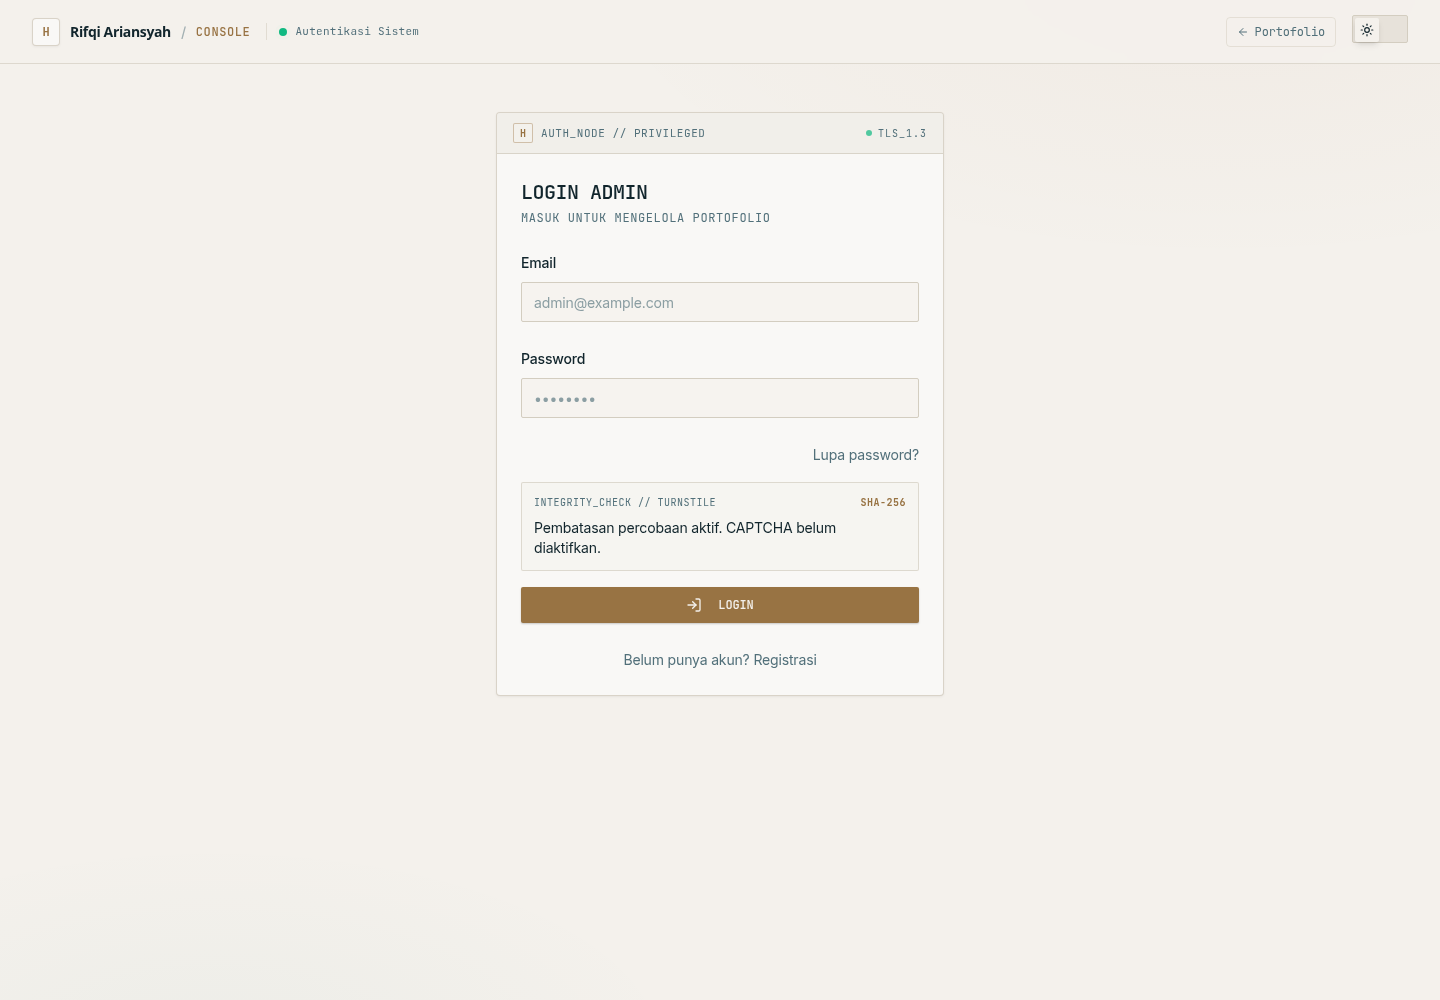 H Rifqi Ariansyah / CONSOLE Autentikasi Sistem ← Portofolio
H AUTH_NODE // PRIVILEGED TLS_1.3
LOGIN ADMIN
MASUK UNTUK MENGELOLA PORTOFOLIO
Email
admin@example.com
Password
••••••••
Lupa password?
INTEGRITY_CHECK // TURNSTILE SHA-256
Pembatasan percobaan aktif. CAPTCHA belum
diaktifkan.
LOGIN
Belum punya akun? Registrasi